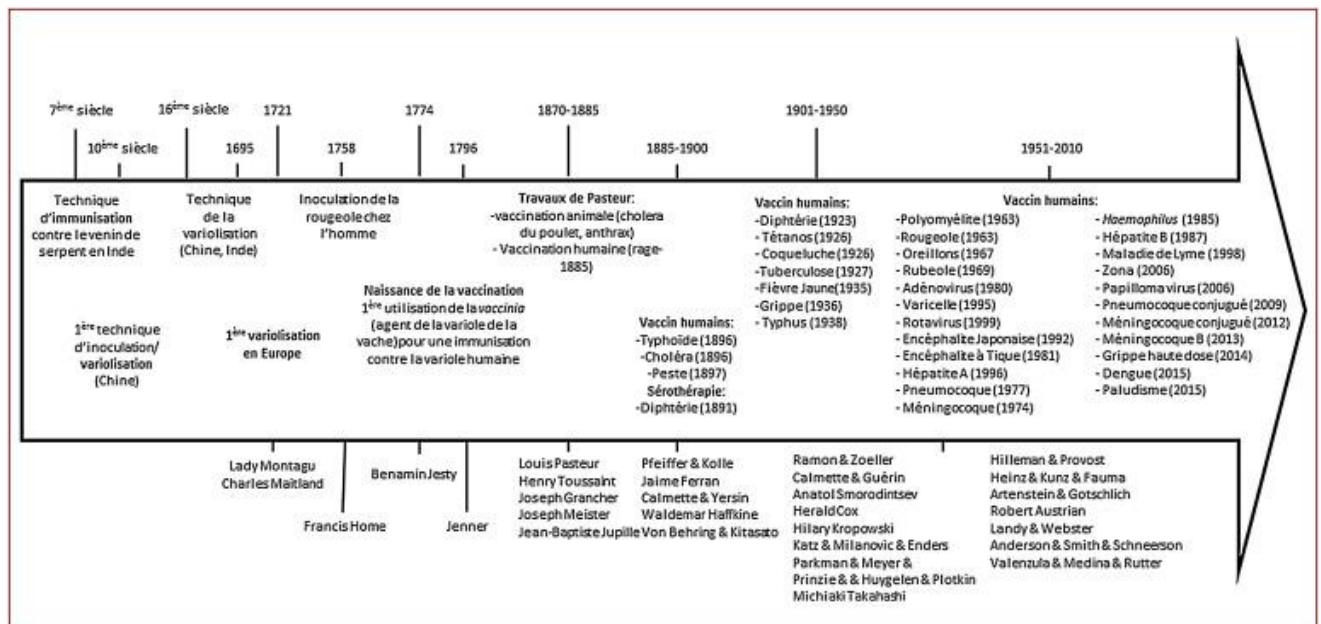 7ème siècle
16ème siècle
1721
1774
1870-1885
1901-1950
10ème siècle
1695
1758
1796
1885-1900
1951-2010
Technique
d'immunisation
contre le venin de
serpent en Inde
1ère technique
d'inoculation/
variolisation
(Chine)
Technique
de la
variolisation
(Chine, Inde)
1ère variolisation
en Europe
Inoculation de la
rougeole chez
l'homme
Naissance de la vaccination
1ère utilisation de la vaccinia
(agent de la variole de la
vache) pour une immunisation
contre la variole humaine
Travaux de Pasteur:
-vaccination animale (cholera
du poulet, anthrax)
- Vaccination humaine (rage-
1885)
Vaccin humains:
-Typhoïde (1896)
-Choléra (1896)
-Peste (1897)
Sérothérapie:
-Diphtérie (1891)
Vaccin humains:
-Diphtérie (1923)
- Tétanos (1926)
- Coqueluche (1926)
-Tuberculose (1927)
-Fièvre Jaune (1935)
-Grippe (1936)
- Typhus (1938)
Vaccin humains:
-Polyomyélite (1963)
-Rougeole (1963)
- Oreillons (1967
- Rubeole (1969)
- Adénovirus (1980)
- Varicelle (1995)
- Rotavirus (1999)
- Encéphalite Japonaise (1992)
- Encéphalite à Tique (1981)
- Hépatite A (1996)
- Pneumocoque (1977)
- Méningocoque (1974)
- Haemophilus (1985)
- Hépatite B (1987)
- Maladie de Lyme (1998)
- Zona (2006)
- Papilloma virus (2006)
- Pneumocoque conjugué (2009)
- Méningocoque conjugué (2012)
- Méningocoque B (2013)
- Grippe haute dose (2014)
- Dengue (2015)
- Paludisme (2015)
Lady Montagu
Charles Maitland
Francis Home
Benamin Jesty
Jenner
Louis Pasteur
Henry Toussaint
Joseph Grancher
Joseph Meister
Jean-Baptiste Jupille
Pfeiffer & Kolle
Jaime Ferran
Calmette & Yersin
Waldemar Haffkine
Von Behring & Kitasato
Ramon & Zoeller
Calmette & Guérin
Anatol Smorodintsev
Herald Cox
Hilary Kropowski
Katz & Milanovic & Enders
Parkman & Meyer &
Prinzie & & Huygelen & Plotkin
Michiaki Takahashi
Hilleman & Provost
Heinz & Kunz & Fauma
Artenstein & Gotschlich
Robert Austrian
Landy & Webster
Anderson & Smith & Schneerson
Valenzula & Medina & Rutter